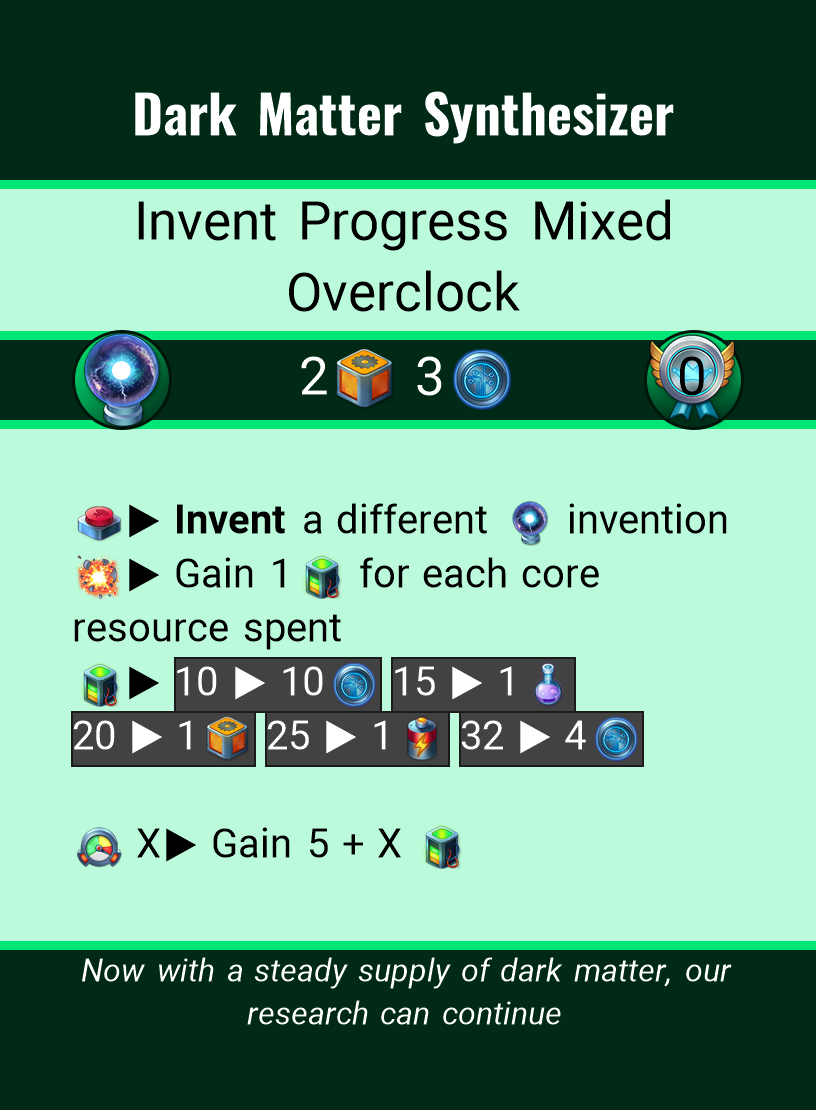 Dark Matter Synthesizer
Invent Progress Mixed
Overclock
2 3 0
▶ Invent a different invention
▶ Gain 1 for each core
resource spent
▶ 10 ▶ 10 15 ▶ 1
20 ▶ 1 25 ▶ 1 32 ▶ 4
X▶ Gain 5 + X
Now with a steady supply of dark matter, our
research can continue